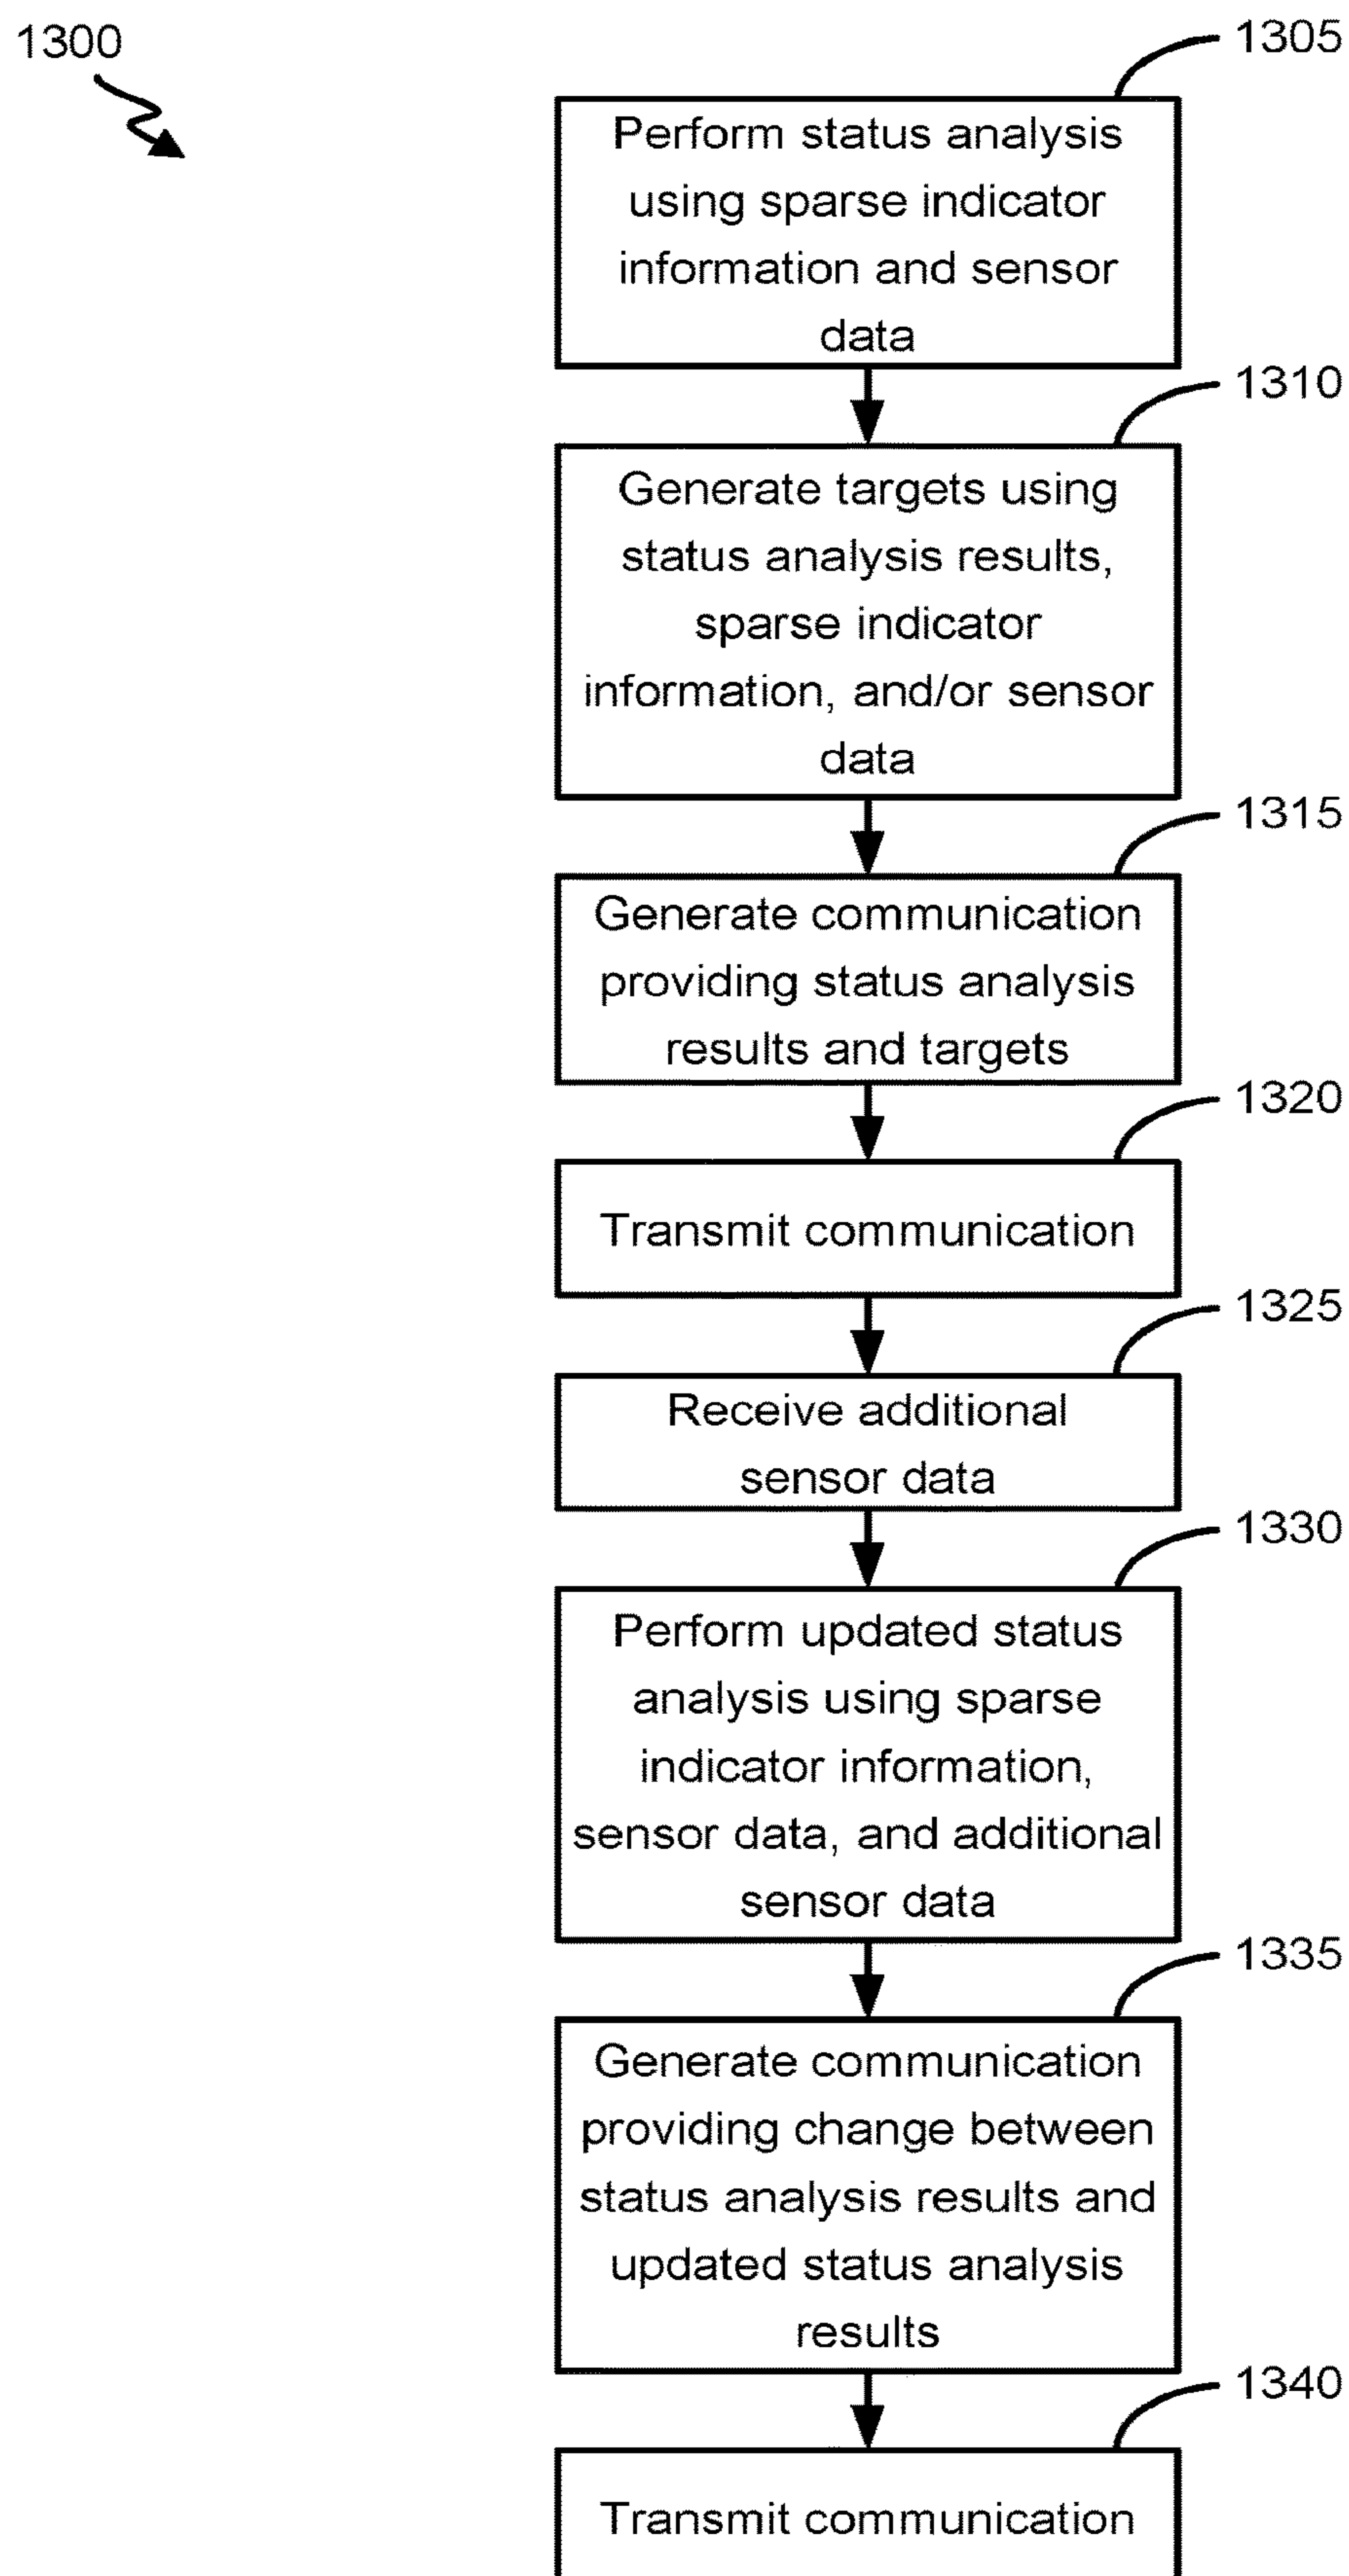 1300
1305
Perform status analysis
using sparse indicator
information and sensor
data
1310
Generate targets using
status analysis results,
sparse indicator
information, and/or sensor
data
1315
Generate communication
providing status analysis
results and targets
1320
Transmit communication
1325
Receive additional
sensor data
1330
Perform updated status
analysis using sparse
indicator information,
sensor data, and additional
sensor data
1335
Generate communication
providing change between
status analysis results and
updated status analysis
results
1340
Transmit communication